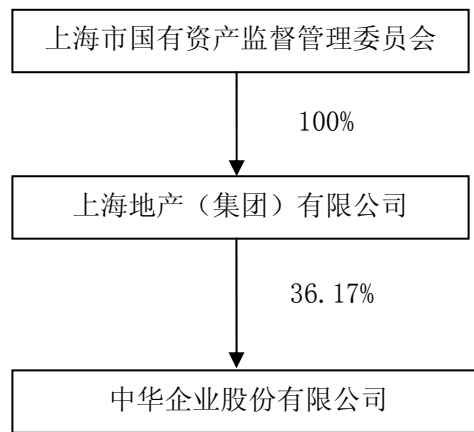 上海市国有资产监督管理委员会
100%
上海地产（集团）有限公司
36.17%
中华企业股份有限公司